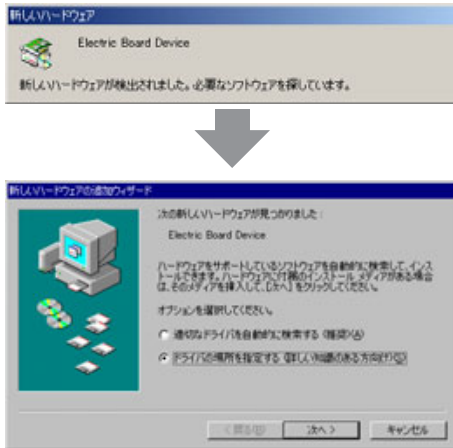 新しいハードウェア
Electric Board Device
新しいハードウェアが検出されました。必要なソフトウェアを探しています。
新しいハードウェアの追加ウィザード
次の新しいハードウェアが見つかりました:
Electric Board Device
ハードウェアをサポートしているソフトウェアを自動的に検索して、インス
トールできます。ハードウェアに付属のインストール メディアがある場合
は、そのメディアを挿入して、[次へ] をクリックしてください。
オプションを選択してください。
適切なドライバを自動的に検索する (推奨)(A)
ドライバの場所を指定する (詳しい知識のある方向け)(S)
< 戻る(B)
次へ >
キャンセル